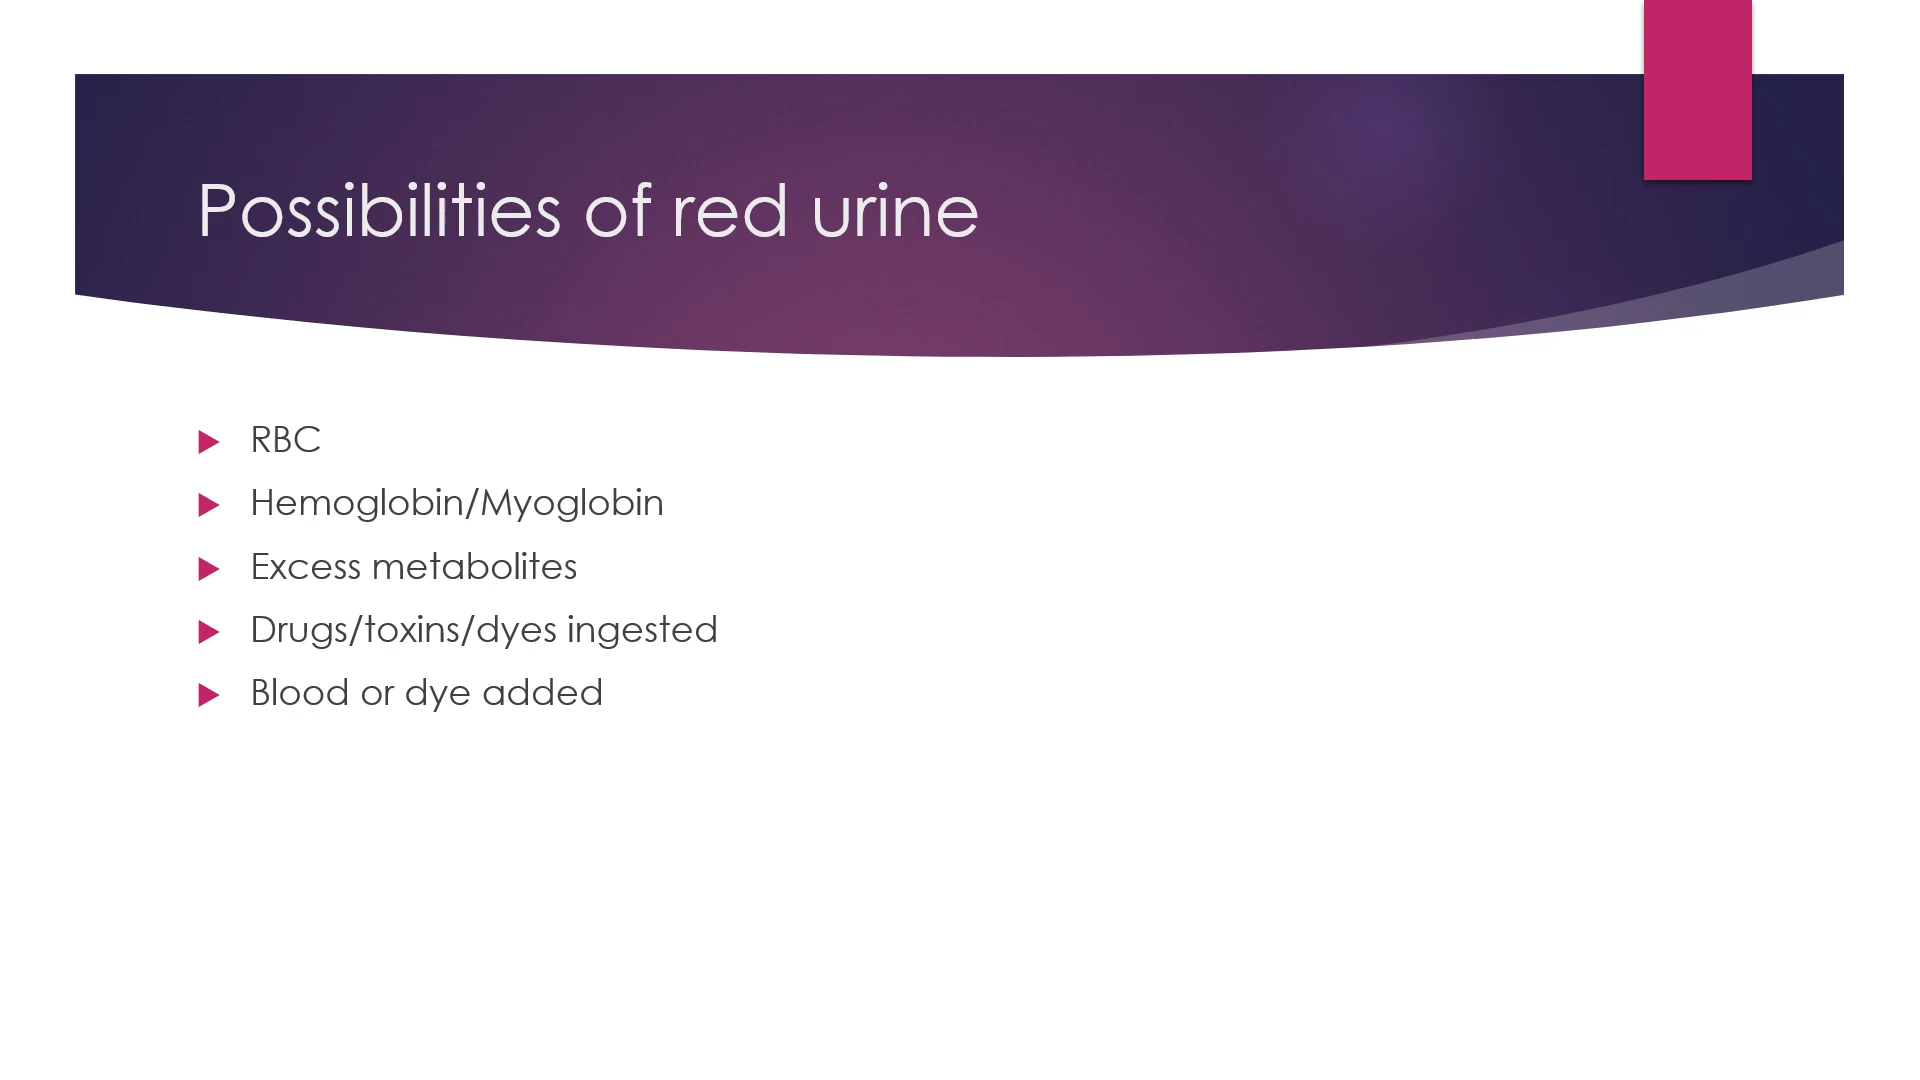 Possibilities of red urine
RBC
Hemoglobin/Myoglobin
Excess metabolites
Drugs/toxins/dyes ingested
Blood or dye added